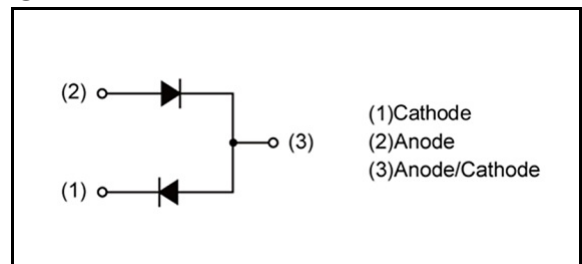 (2)
(3)
(1)
(1)Cathode
(2)Anode
(3)Anode/Cathode